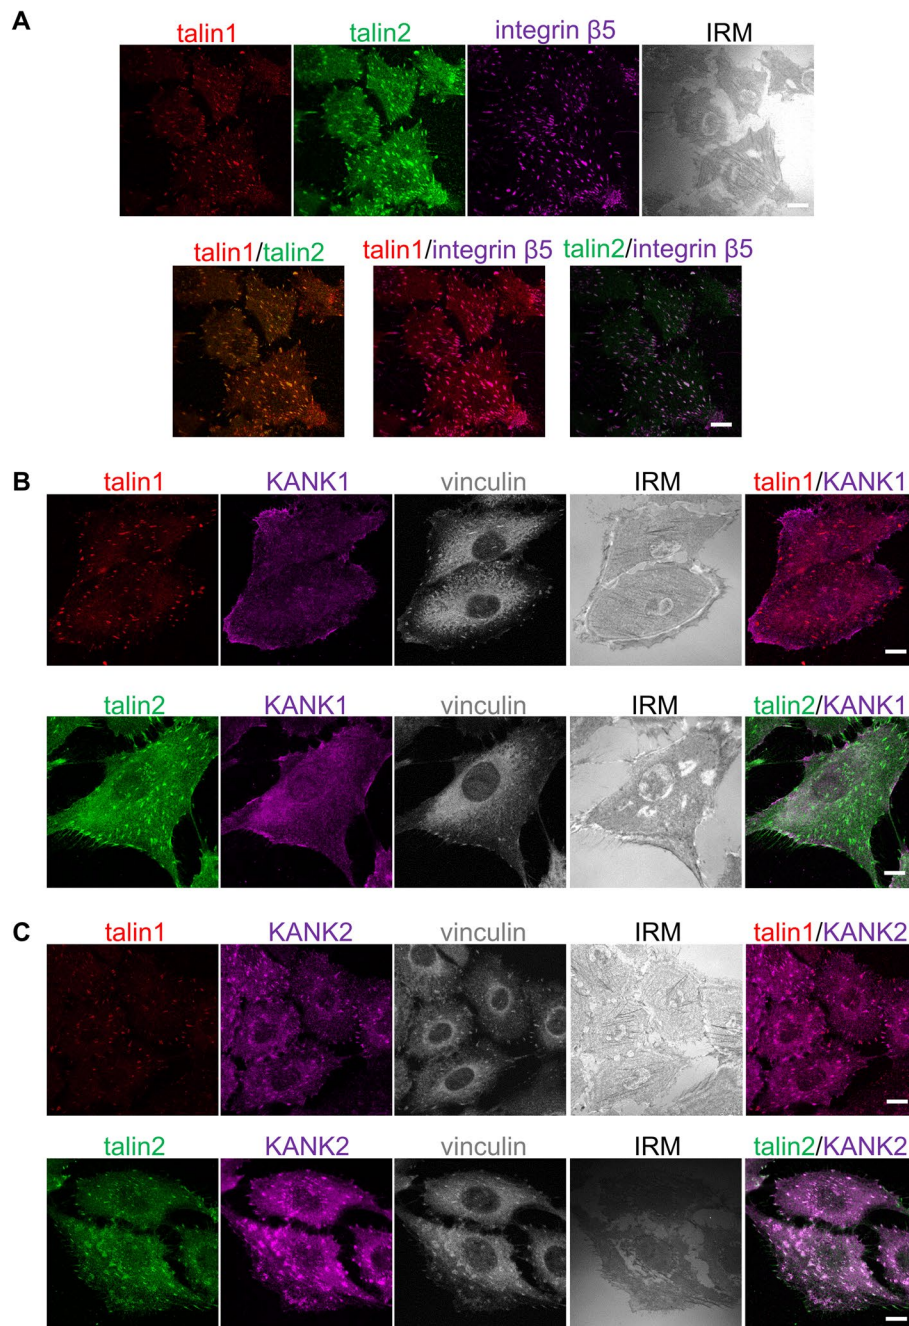 A
talin1 talin2 integrin β5 IRM
talin1/talin2 talin1/integrin β5 talin2/integrin β5
B
talin1 KANK1 vinculin IRM talin1/KANK1
talin2 KANK1 vinculin IRM talin2/KANK1
C
talin1 KANK2 vinculin IRM talin1/KANK2
talin2 KANK2 vinculin IRM talin2/KANK2